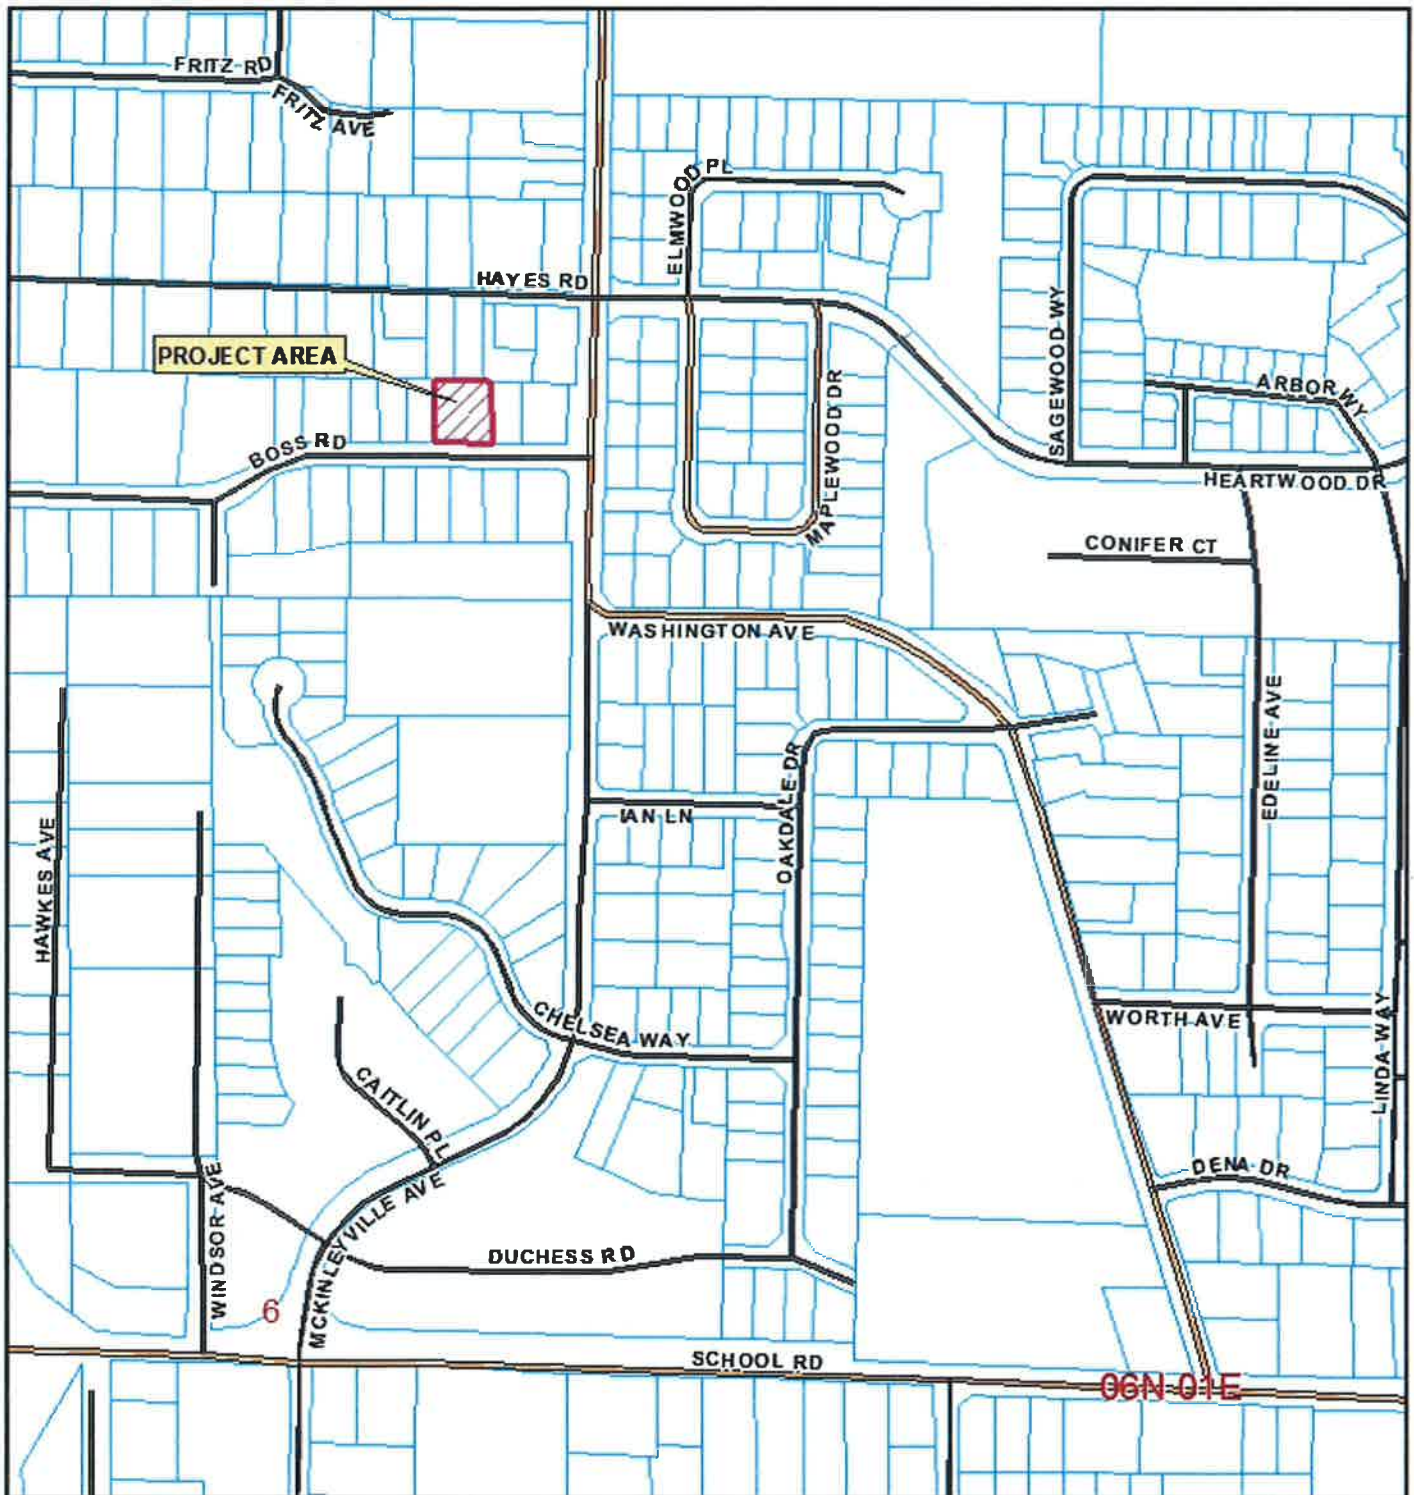 FRITZ RD
FRITZ AVE
ELMWOOD PL
HAYES RD
SAGEWOOD WY
PROJECT AREA
MAPLEWOOD DR
ARBOR WY
BOSS RD
HEARTWOOD DR
CONIFER CT
WASHINGTON AVE
EDELINE AVE
OAKDALE DR
IAN LN
HAWKES AVE
CHELSEA WAY
WORTH AVE
LINDA WAY
CAITLIN PL
DENA DR
WINDSOR AVE
MCKINLEYVILLE AVE
DUCHESS RD
6
SCHOOL RD
06N 01E